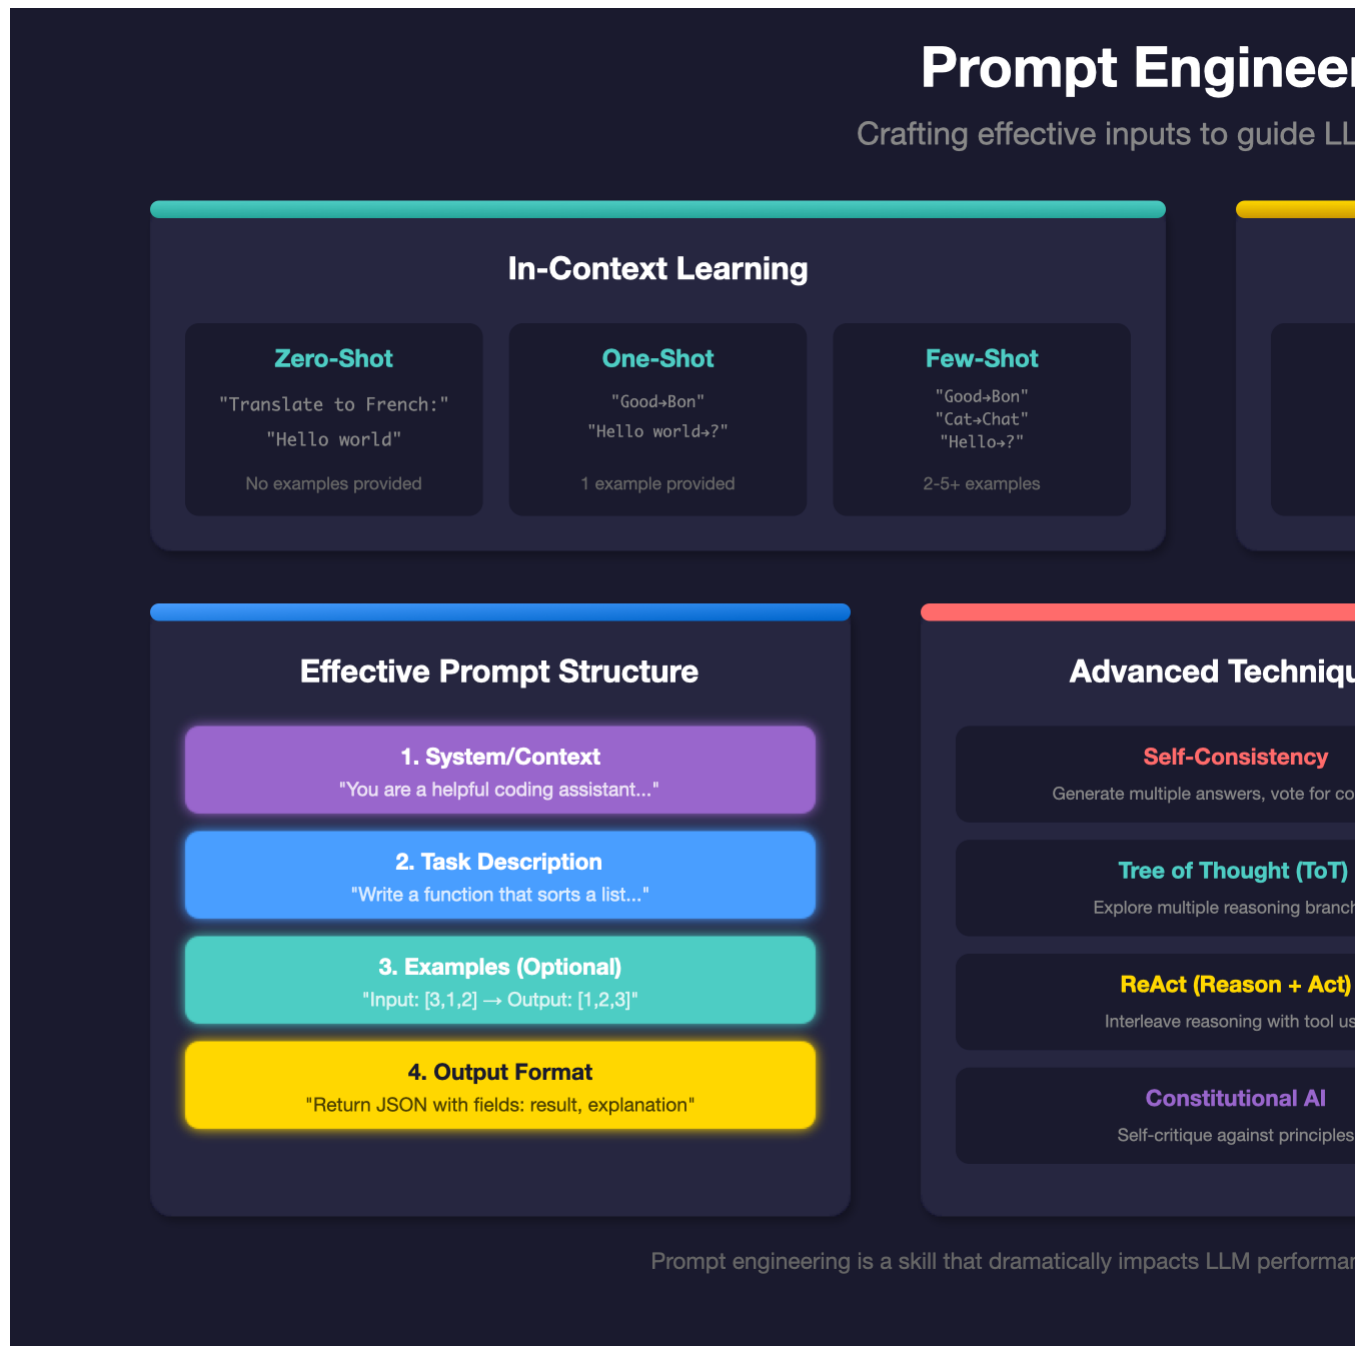 Prompt Engineer
Crafting effective inputs to guide LL
In-Context Learning
Zero-Shot
"Translate to French:"
"Hello world"
No examples provided
One-Shot
"Good→Bon"
"Hello world→?"
1 example provided
Few-Shot
"Good→Bon"
"Cat→Chat"
"Hello→?"
2-5+ examples
Effective Prompt Structure
1. System/Context
"You are a helpful coding assistant..."
2. Task Description
"Write a function that sorts a list..."
3. Examples (Optional)
"Input: [3,1,2] → Output: [1,2,3]"
4. Output Format
"Return JSON with fields: result, explanation"
Advanced Techniqu
Self-Consistency
Generate multiple answers, vote for co
Tree of Thought (ToT)
Explore multiple reasoning branch
ReAct (Reason + Act)
Interleave reasoning with tool us
Constitutional AI
Self-critique against principles
Prompt engineering is a skill that dramatically impacts LLM performan